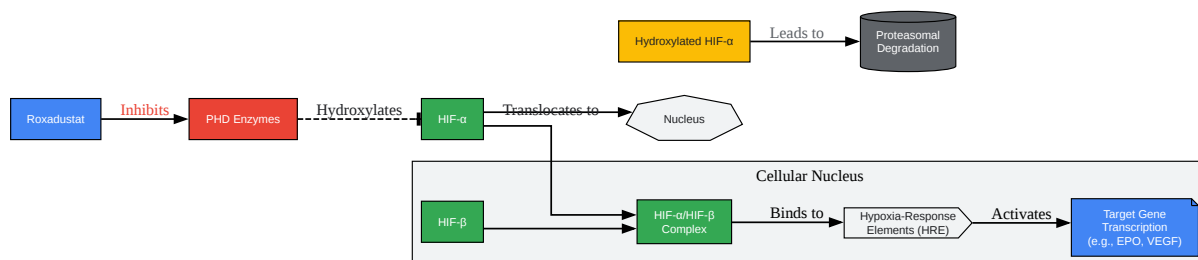 Hydroxylated HIF-α
Leads to
Proteasomal
Degradation
Roxadustat
Inhibits
PHD Enzymes
Hydroxylates
HIF-α
Translocates to
Nucleus
Cellular Nucleus
HIF-β
HIF-α/HIF-β
Complex
Binds to
Hypoxia-Response
Elements (HRE)
Activates
Target Gene
Transcription
(e.g., EPO, VEGF)